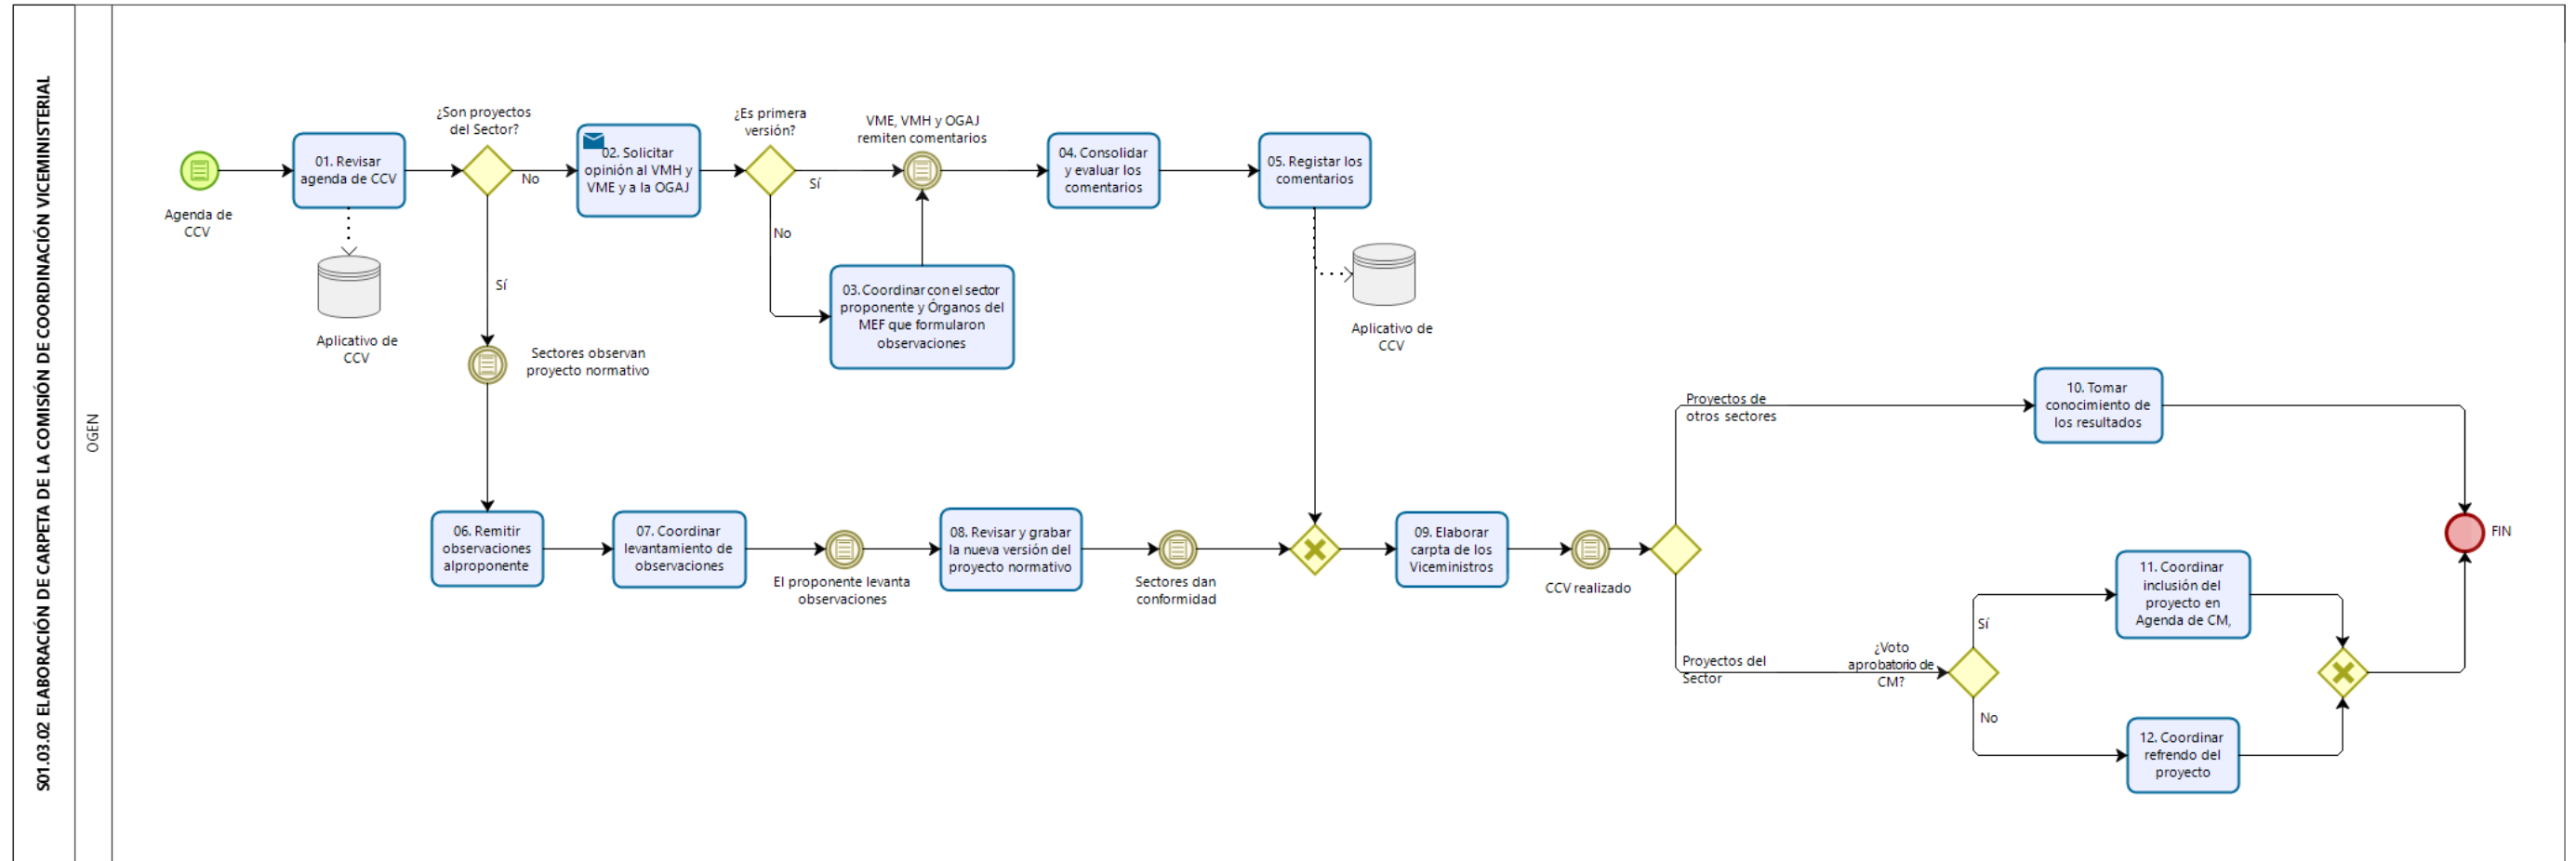 S01.03.02 ELABORACIÓN DE CARPETA DE LA COMISIÓN DE COORDINACIÓN VICEMINISTERIAL
OGEN
Agenda de
CCV
01. Revisar
agenda de CCV
Aplicativo de
CCV
¿Son proyectos
del Sector?
No
Sí
02. Solicitar
opinión al VMH y
VME y a la OGAJ
¿Es primera
versión?
Sí
No
03. Coordinar con el sector
proponente y Órganos del
MEF que formularon
observaciones
VME, VMH y OGAJ
remiten comentarios
04. Consolidar
y evaluar los
comentarios
05. Registar los
comentarios
Aplicativo de
CCV
Sectores observan
proyecto normativo
06. Remitir
observaciones
alproponente
07. Coordinar
levantamiento de
observaciones
El proponente levanta
observaciones
08. Revisar y grabar
la nueva versión del
proyecto normativo
Sectores dan
conformidad
09. Elaborar
carpta de los
Viceministros
CCV realizado
Proyectos de
otros sectores
10. Tomar
conocimiento de
los resultados
Proyectos del
Sector
¿Voto
aprobatorio de
CM?
Sí
No
11. Coordinar
inclusión del
proyecto en
Agenda de CM,
12. Coordinar
refrendo del
proyecto
FIN